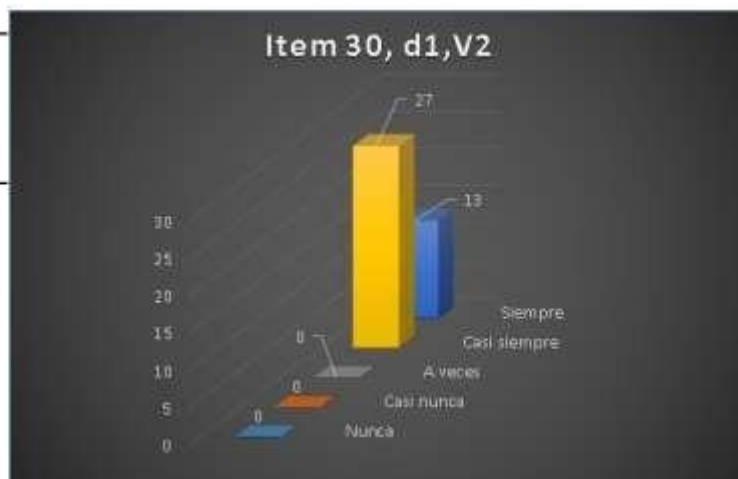 Item 30, d1,V2
27
13
30
25
20
15
10
5
0
0
0
0
Siempre
Casi siempre
A veces
Casi nunca
Nunca